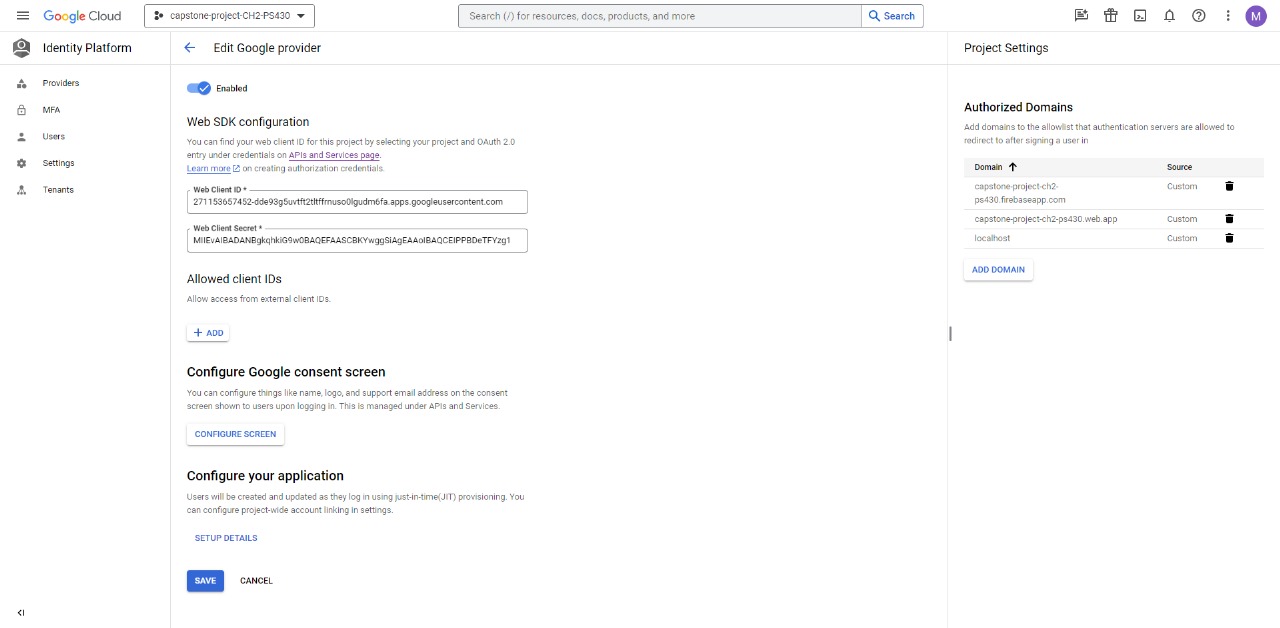 Google Cloud
capstone-project-CH2-PS430
Search (/) for resources, docs, products, and more
Search
M
Identity Platform
Edit Google provider
Project Settings
Providers
MFA
Users
Settings
Tenants
Enabled
Web SDK configuration
You can find your web client ID for this project by selecting your project and OAuth 2.0
entry under credentials on APIs and Services page.
Learn more on creating authorization credentials.
Web Client ID *
271153657452-dde93g5uvtft2tltffrnuso0lgudm6fa.apps.googleusercontent.com
Web Client Secret *
MIIEvAIBADANBgkqhkiG9w0BAQEFAASCBKYwggSiAgEAAoIBAQCEIPPBDeTFYzg1
Allowed client IDs
Allow access from external client IDs.
ADD
Configure Google consent screen
You can configure things like name, logo, and support email address on the consent
screen shown to users upon logging in. This is managed under APIs and Services.
CONFIGURE SCREEN
Configure your application
Users will be created and updated as they log in using just-in-time(JIT) provisioning. You
can configure project-wide account linking in settings.
SETUP DETAILS
SAVE
CANCEL
Authorized Domains
Add domains to the allowlist that authentication servers are allowed to
redirect to after signing a user in
Domain
Source
capstone-project-ch2-
ps430.firebaseapp.com
Custom
capstone-project-ch2-ps430.web.app
Custom
localhost
Custom
ADD DOMAIN